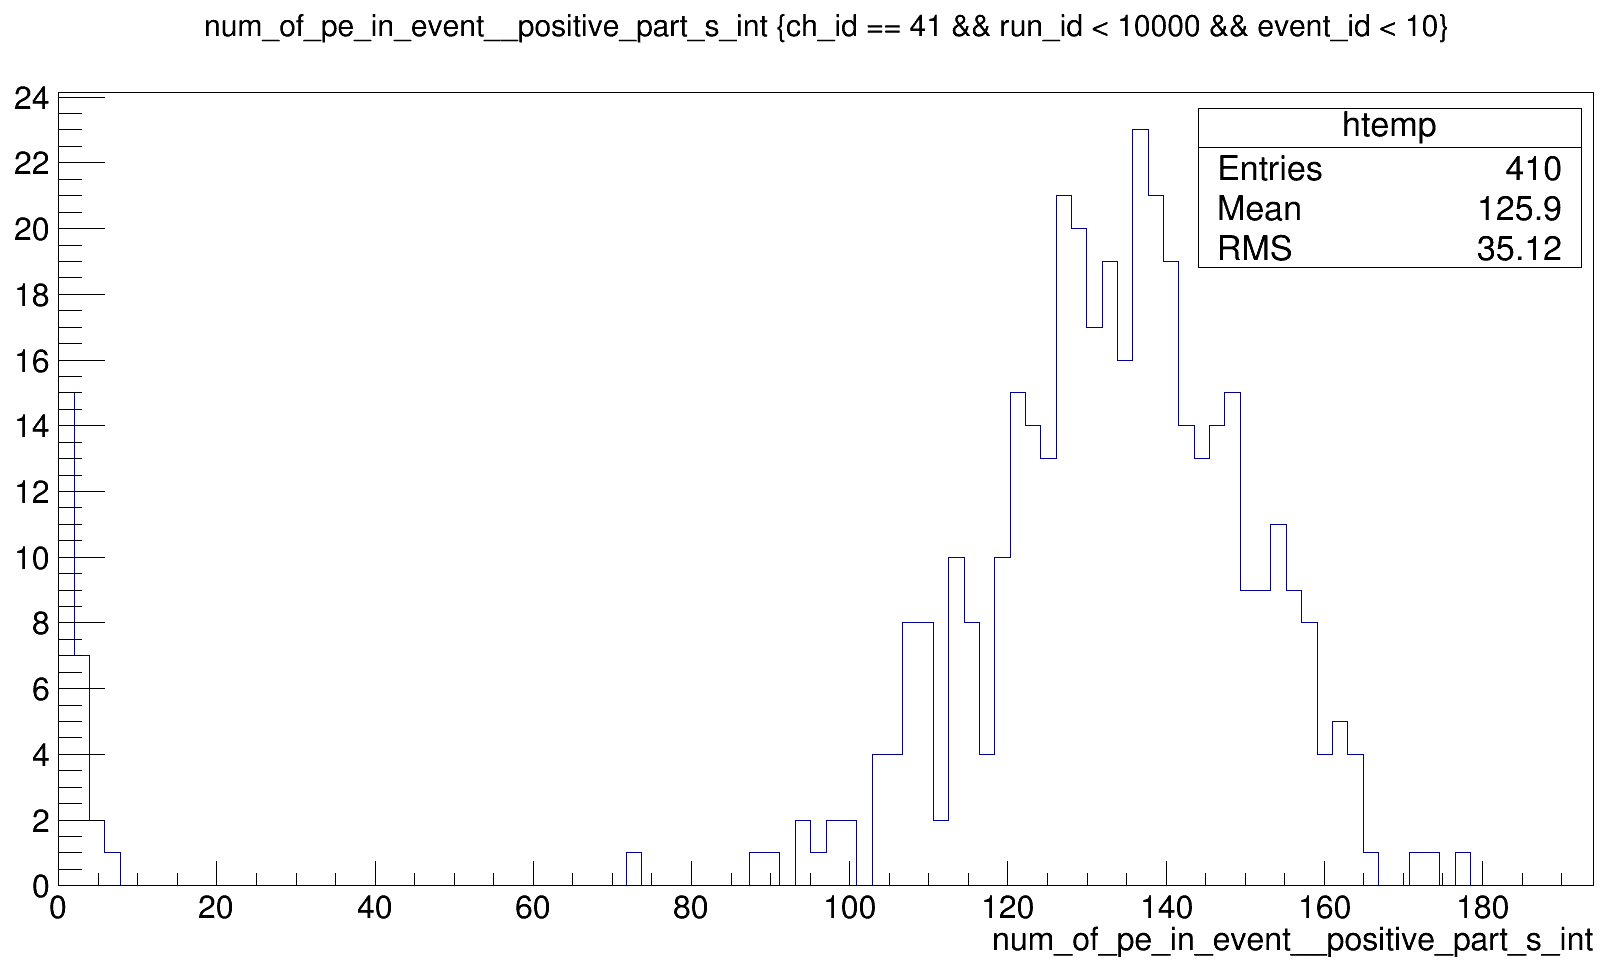 num_of_pe_in_event__positive_part_s_int {ch_id == 41 && run_id < 10000 && event_id < 10}
htemp
Entries 410
Mean 125.9
RMS 35.12
24
22
20
18
16
14
12
10
8
6
4
2
0
0 20 40 60 80 100 120 140 160 180
num_of_pe_in_event__positive_part_s_int